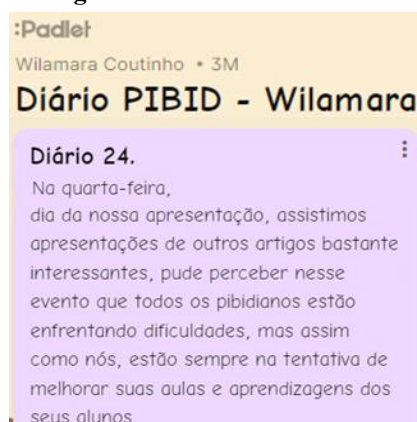 :Padlet
Wilamara Coutinho • 3M
Diário PIBID - Wilamara
Diário 24.
Na quarta-feira,
dia da nossa apresentação, assistimos
apresentações de outros artigos bastante
interessantes, pude perceber nesse
evento que todos os pibidianos estão
enfrentando dificuldades, mas assim
como nós, estão sempre na tentativa de
melhorar suas aulas e aprendizagens dos
seus alunos